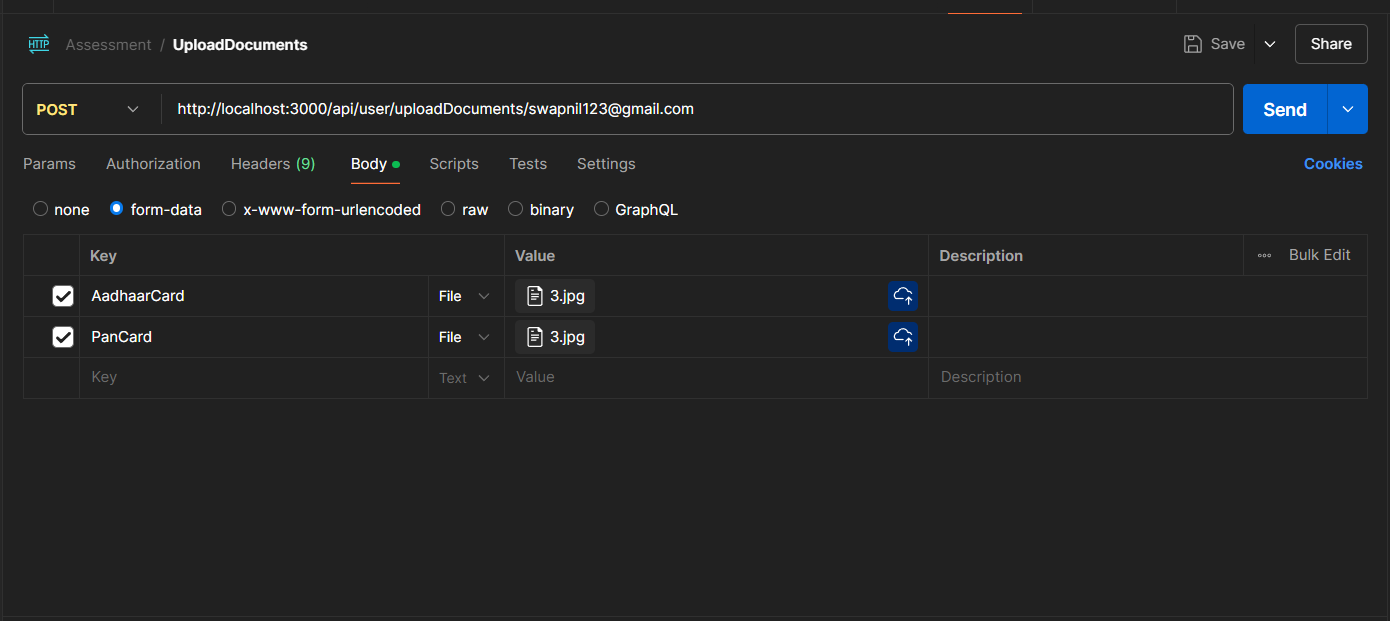 HTTP Assessment / UploadDocuments Save Share
POST http://localhost:3000/api/user/uploadDocuments/swapnil123@gmail.com Send
Params Authorization Headers (9) Body Scripts Tests Settings Cookies
none form-data x-www-form-urlencoded raw binary GraphQL
Key Value Description Bulk Edit
AadhaarCard File 3.jpg
PanCard File 3.jpg
Key Text Value Description